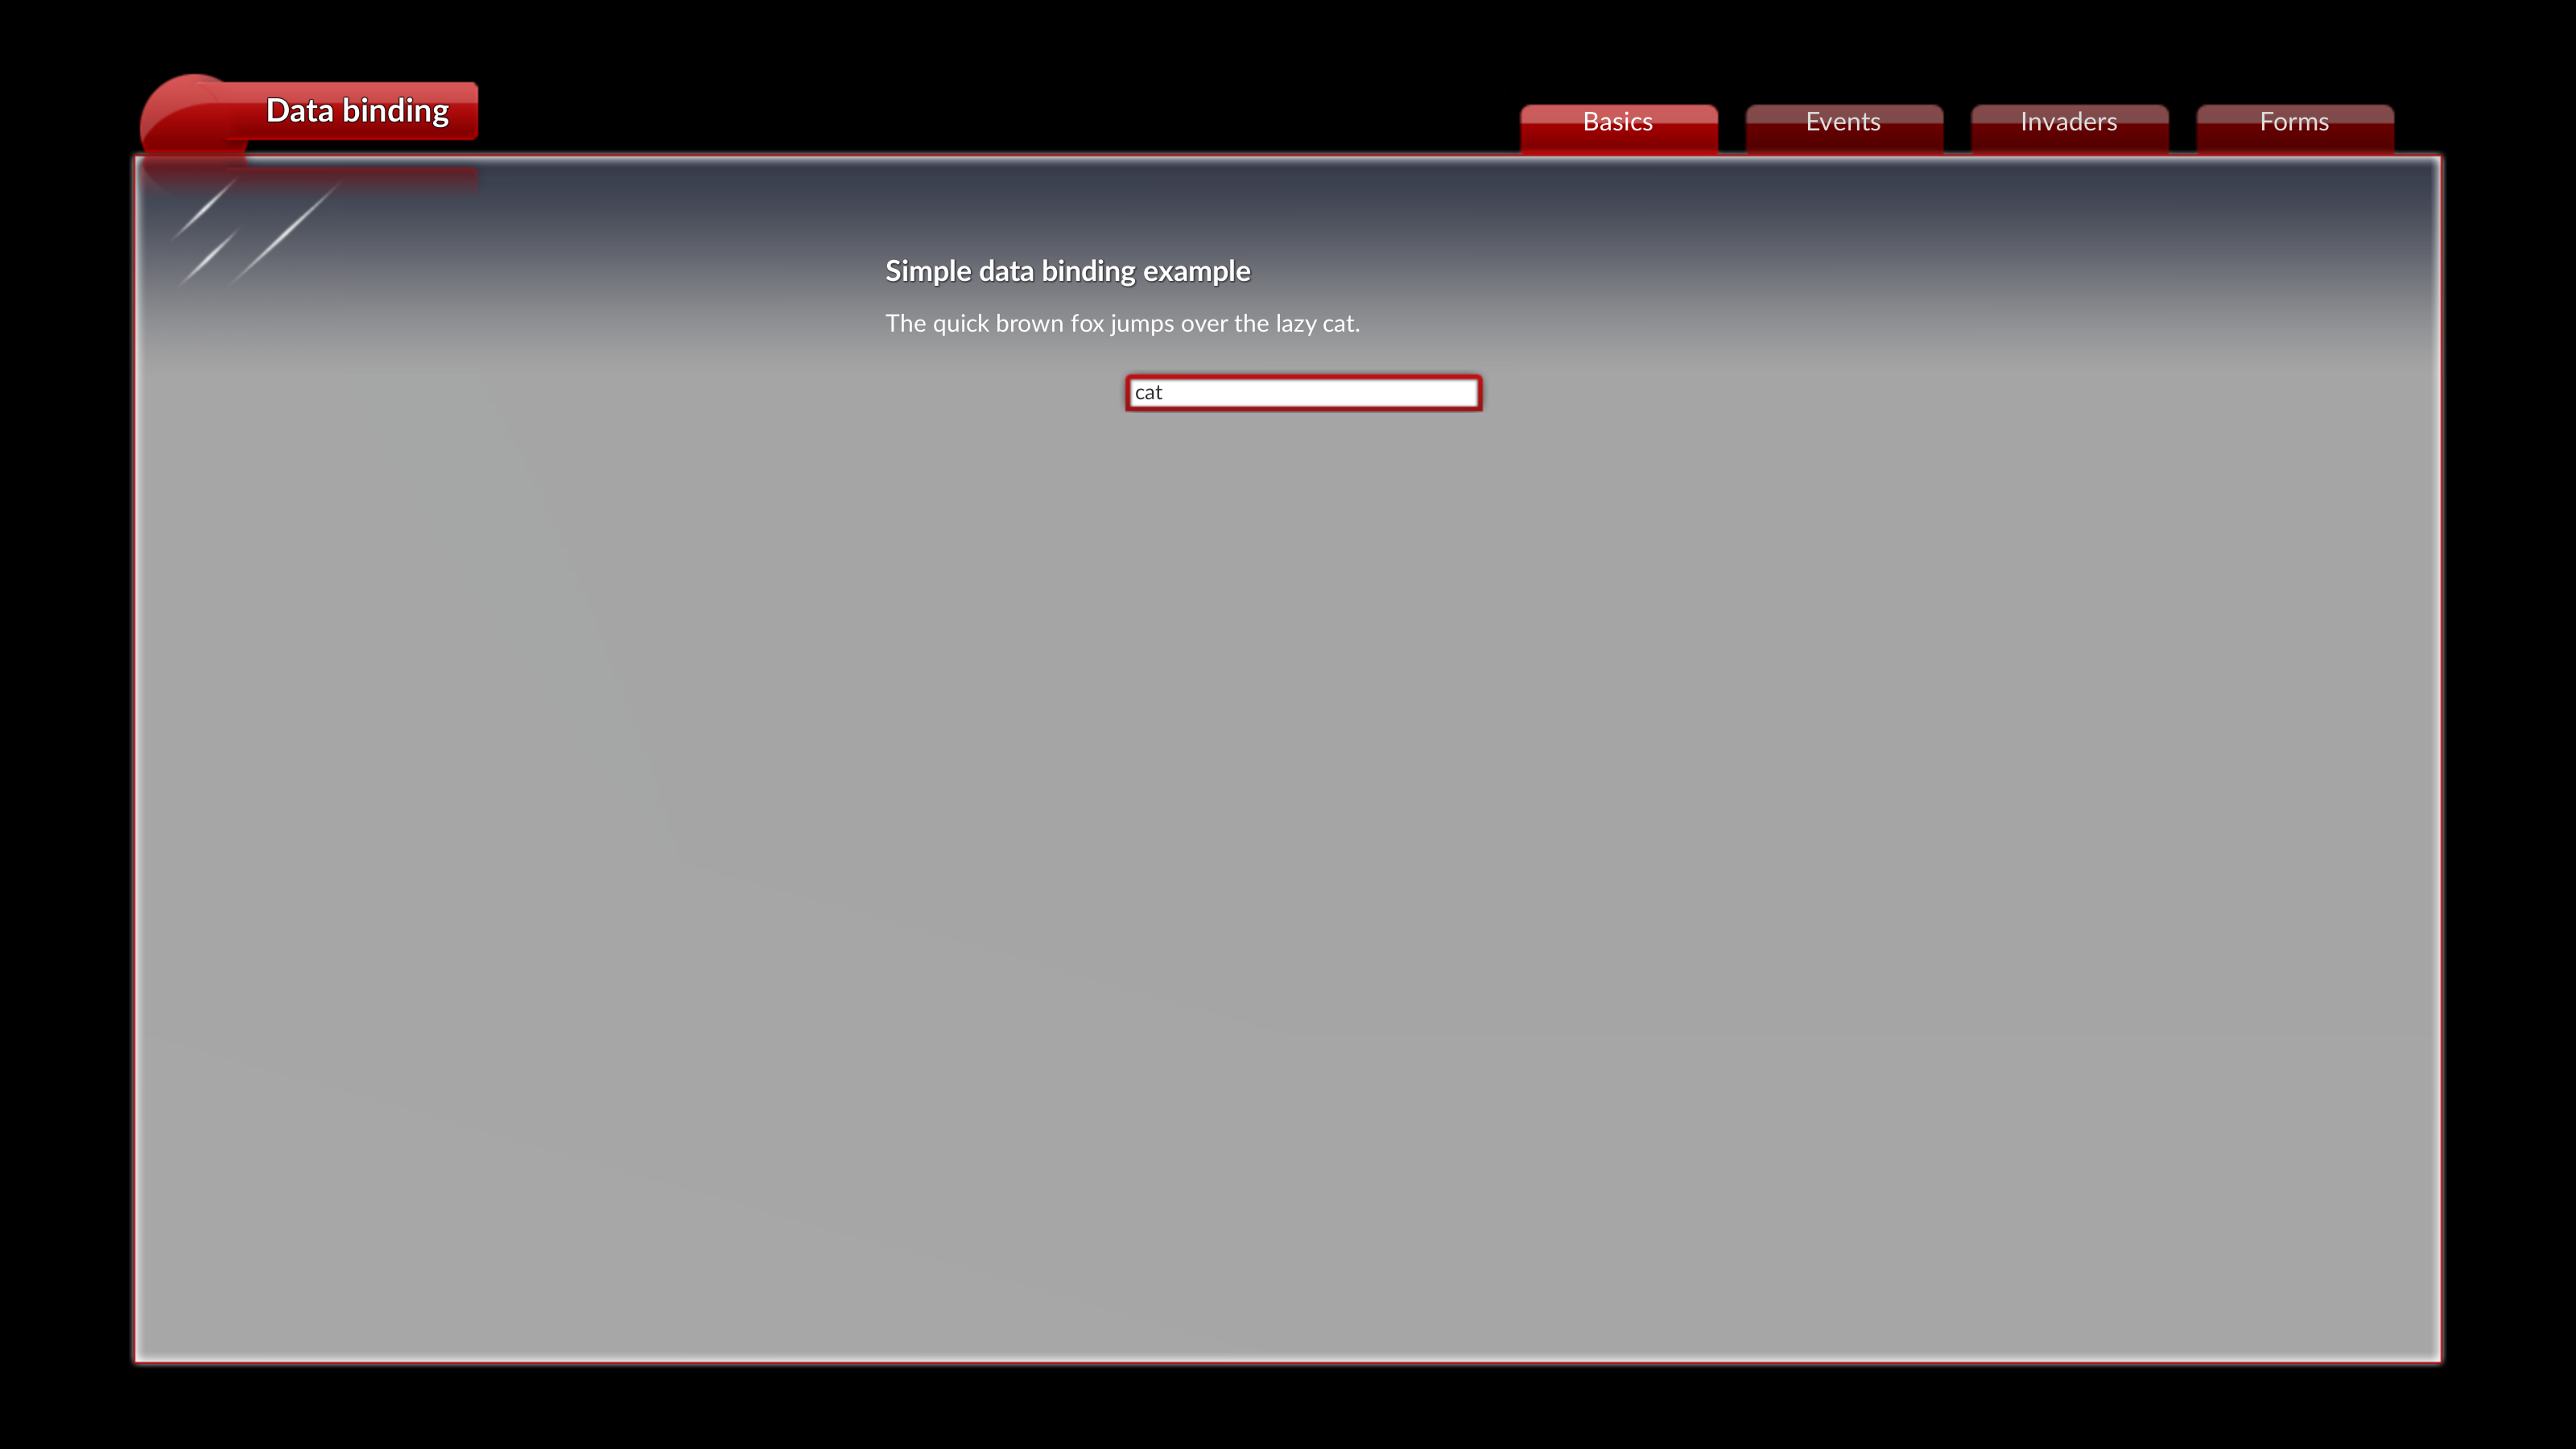 Data binding
Basics
Events
Invaders
Forms
Simple data binding example
The quick brown fox jumps over the lazy cat.
cat